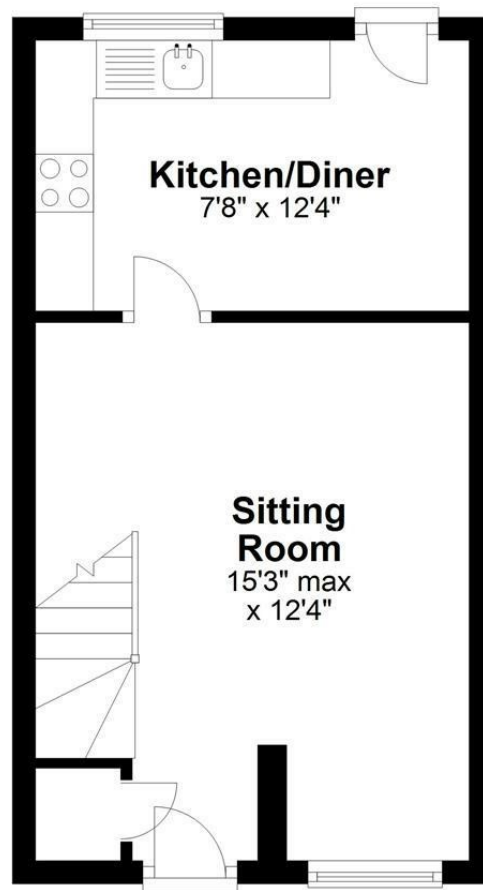 Kitchen/Diner
7'8" x 12'4"
Sitting
Room
15'3" max
x 12'4"